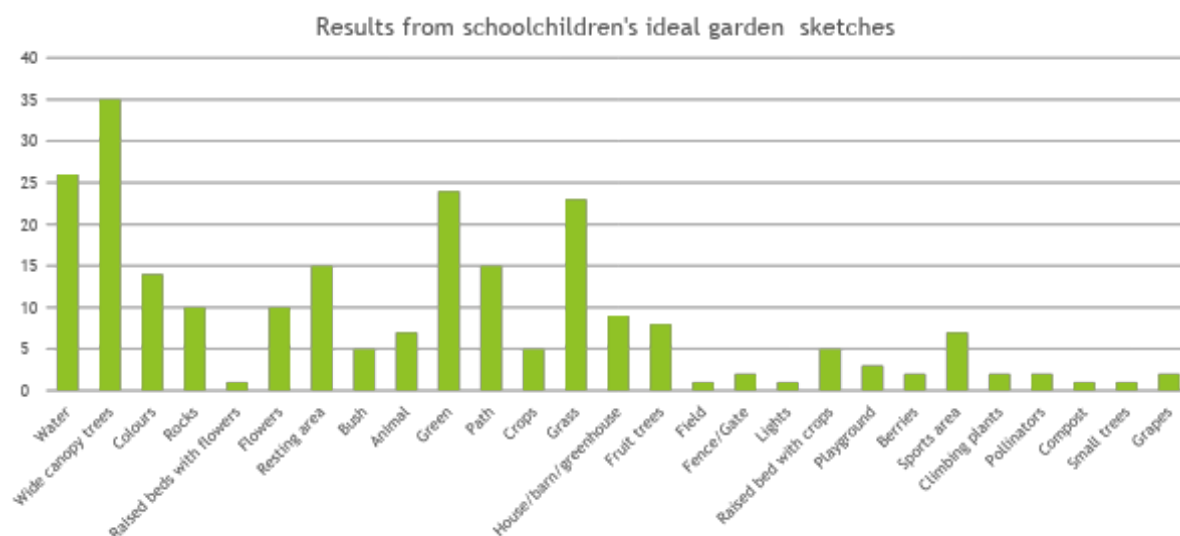 Results from schoolchildren's ideal garden sketches
40
35
30
25
20
15
10
5
0
Water
Wide canopy trees
Colours
Rocks
Raised beds with flowers
Flowers
Resting area
Bush
Animal
Green
Path
Crops
Grass
House/barn/greenhouse
Fruit trees
Field
Fence/Gate
Lights
Raised bed with crops
Playground
Berries
Sports area
Climbing plants
Pollinators
Compost
Small trees
Grapes